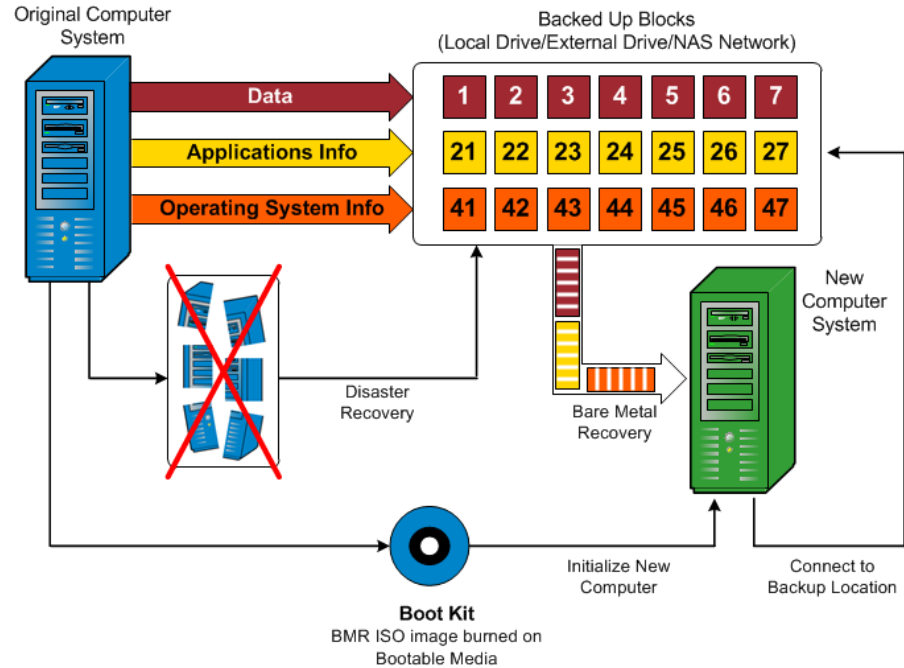 Original Computer
System
Backed Up Blocks
(Local Drive/External Drive/NAS Network)
Data
1 2 3 4 5 6 7
Applications Info
21 22 23 24 25 26 27
Operating System Info
41 42 43 44 45 46 47
New
Computer
System
Disaster
Recovery
Bare Metal
Recovery
Initialize New
Computer
Connect to
Backup Location
Boot Kit
BMR ISO image burned on
Bootable Media